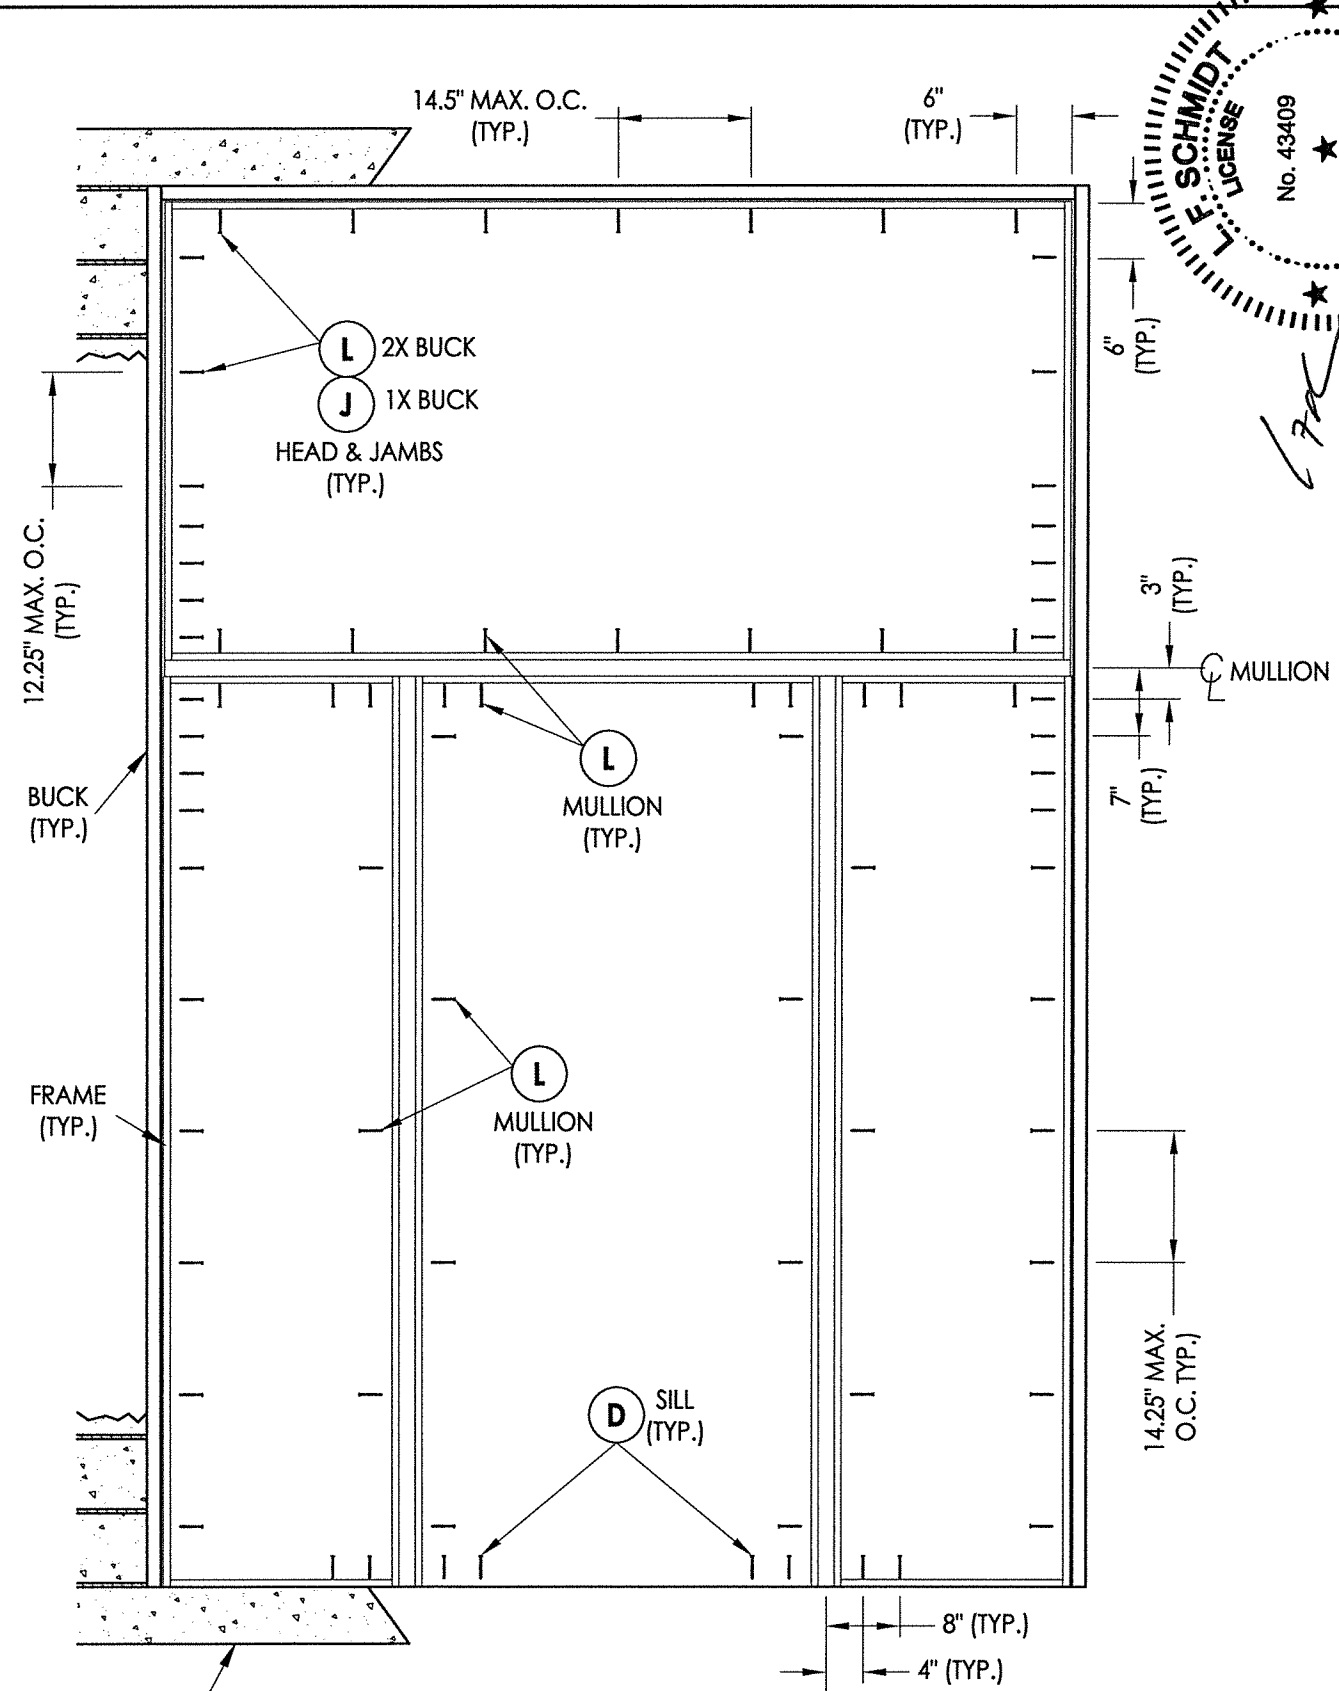 14.5" MAX. O.C.
(TYP.)
6"
(TYP.)
L. F. SCHMIDT
LICENSE
No. 43409
6"
(TYP.)
L 2X BUCK
J 1X BUCK
HEAD & JAMBS
(TYP.)
12.25" MAX. O.C.
(TYP.)
3"
(TYP.)
CL MULLION
7"
(TYP.)
L
MULLION
(TYP.)
BUCK
(TYP.)
L
MULLION
(TYP.)
FRAME
(TYP.)
14.25" MAX.
O.C. TYP.)
D SILL
(TYP.)
8" (TYP.)
4" (TYP.)